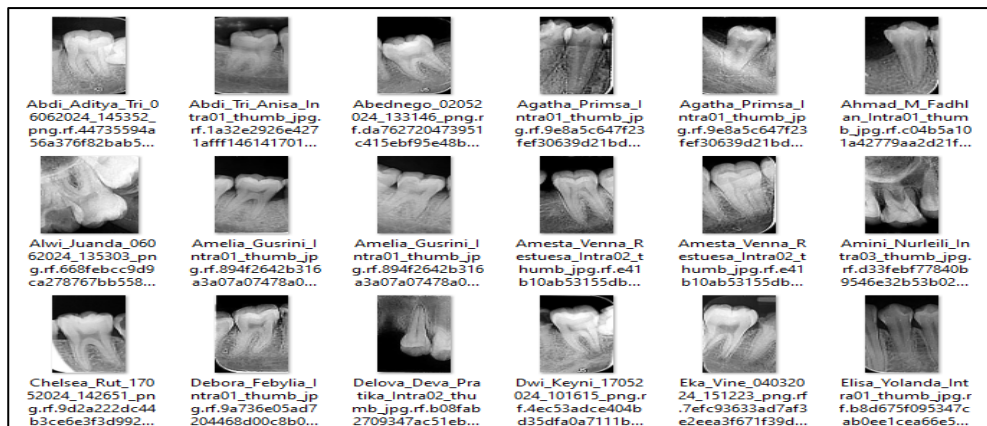 Abdi_Aditya_Tri_0
6062024_145352_
png.rf.44735594a
56a376f82bab5...
Abdi_Tri_Anisa_In
tra01_thumb_jpg.
rf.1a32e2926e427
1afff146141701...
Abednego_02052
024_133146_png.r
f.da762720473951
c415ebf95e48b...
Agatha_Primsa_I
ntra01_thumb_jp
g.rf.9e8a5c647f23
fef30639d21bd...
Agatha_Primsa_I
ntra01_thumb_jp
g.rf.9e8a5c647f23
fef30639d21bd...
Ahmad_M_Fadhl
an_Intra01_thum
b_jpg.rf.c04b5a10
1a42779aa2d21f...
Alwi_Juanda_060
62024_135303_pn
g.rf.668febcc9d9
ca278767bb558...
Amelia_Gusrini_I
ntra01_thumb_jp
g.rf.894f2642b316
a3a07a07478a0...
Amelia_Gusrini_I
ntra01_thumb_jp
g.rf.894f2642b316
a3a07a07478a0...
Amesta_Venna_R
estuesa_Intra02_t
humb_jpg.rf.e41
b10ab53155db...
Amesta_Venna_R
estuesa_Intra02_t
humb_jpg.rf.e41
b10ab53155db...
Amini_Nurleili_In
tra03_thumb_jpg.
rf.d33febf77840b
9546e32b53b02...
Chelsea_Rut_170
52024_142651_pn
g.rf.9d2a222dc44
b3ce6e3f3d992...
Debora_Febylia_I
ntra01_thumb_jp
g.rf.9a736e05ad7
204468d00c8b0...
Delova_Deva_Pra
tika_Intra02_thu
mb_jpg.rf.b08fab
2709347ac51eb...
Dwi_Keyni_17052
024_101615_png.r
f.4ec53adce404b
d35dfa0a7111b...
Eka_Vine_040320
24_151223_png.rf
.7efc93633ad7af3
e2eea3f671f39d...
Elisa_Yolanda_Int
ra01_thumb_jpg.r
f.b8d675f095347c
ab0ee1cea66e5...